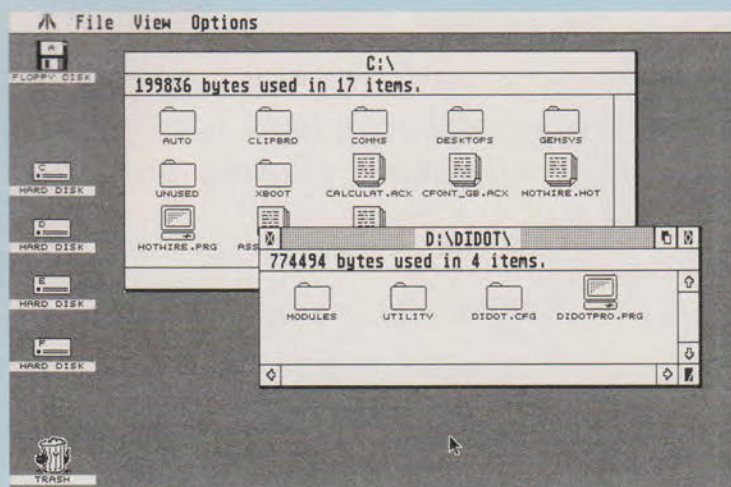 File View Options
A
FLOPPY DISK
C:\
199836 bytes used in 17 items.
AUTO CLIPBRD COMMS DESKTOPS GEMSYS
C
HARD DISK
UNUSED XBOOT CALCULAT.ACX CFONT_GB.ACX HOTWIRE.HOT
D
HARD DISK
HOTWIRE.PRG ASS
D:\DIDOT\
774494 bytes used in 4 items.
E
HARD DISK
MODULES UTILITY DIDOT.CFG DIDOTPRO.PRG
F
HARD DISK
TRASH